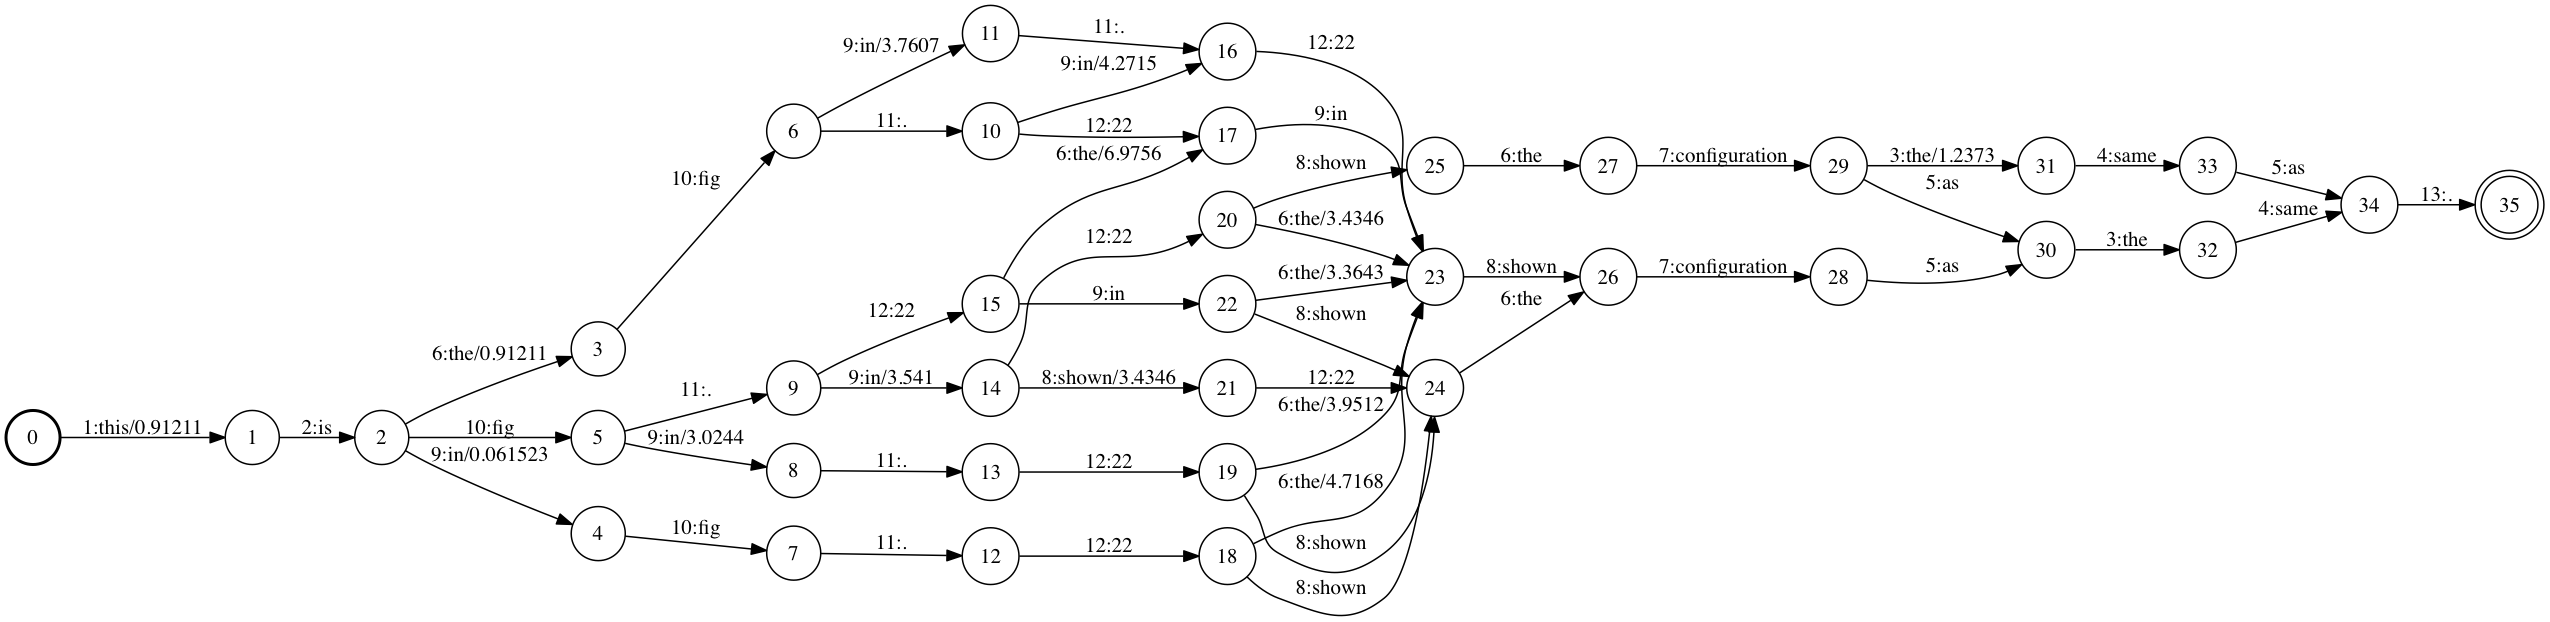 0
1:this/0.91211
1
2:is
2
6:the/0.91211
10:fig
9:in/0.061523
3
5
4
10:fig
11:.
9:in/3.0244
10:fig
6
9
8
7
9:in/3.7607
11:.
12:22
9:in/3.541
11:.
11:.
11
10
15
14
13
12
11:.
9:in/4.2715
12:22
6:the/6.9756
12:22
9:in
8:shown/3.4346
12:22
12:22
16
17
20
22
21
19
18
12:22
9:in
8:shown
6:the/3.4346
6:the/3.3643
8:shown
12:22
6:the/3.9512
6:the/4.7168
8:shown
8:shown
25
23
24
6:the
8:shown
6:the
27
26
7:configuration
7:configuration
29
28
3:the/1.2373
5:as
5:as
31
30
4:same
3:the
33
32
5:as
4:same
34
13:.
35